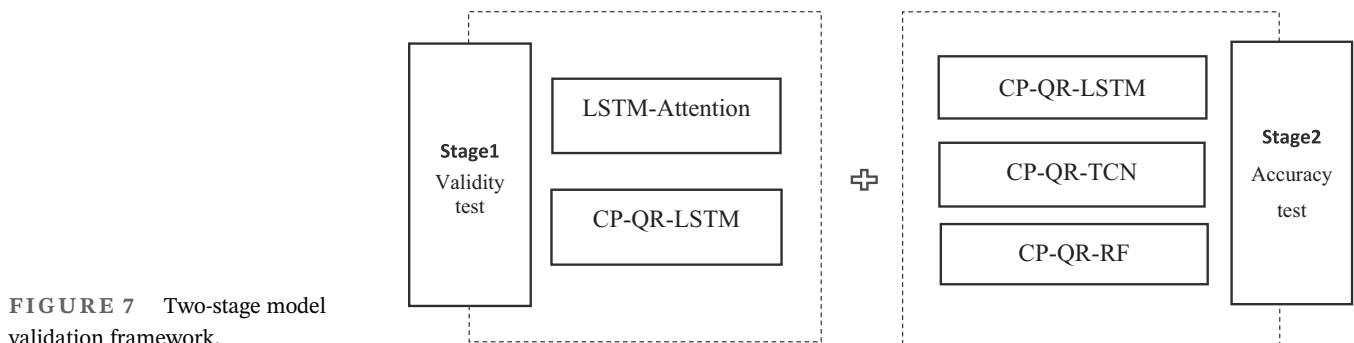 Stage1
Validity
test
LSTM-Attention
CP-QR-LSTM
CP-QR-LSTM
CP-QR-TCN
CP-QR-RF
Stage2
Accuracy
test
FIGURE 7 Two-stage model
validation framework.